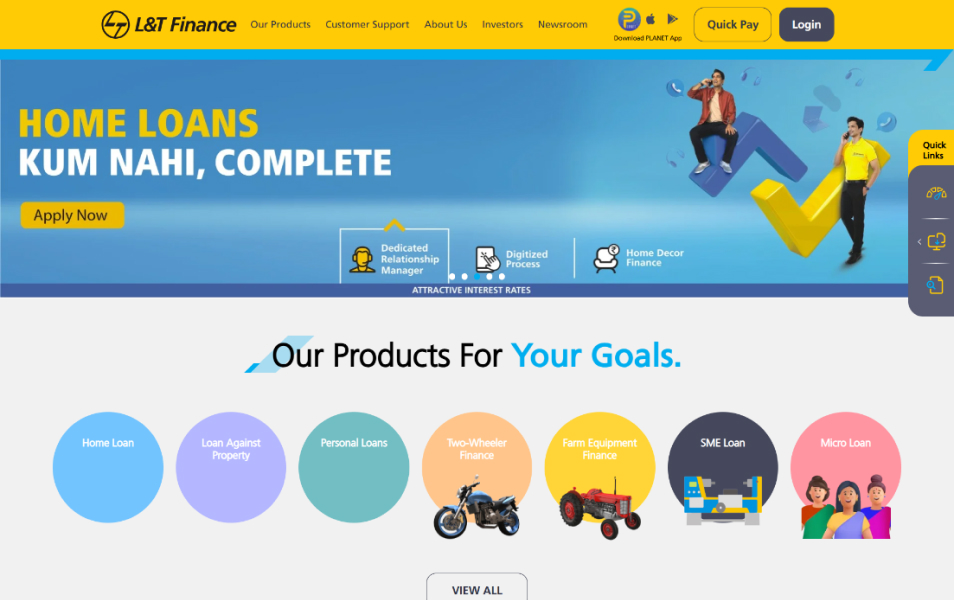 L&T Finance
Our Products
Customer Support
About Us
Investors
Newsroom
Download PLANET App
Quick Pay
Login
HOME LOANS
KUM NAHI, COMPLETE
Apply Now
Dedicated
Relationship
Manager
Digitized
Process
Home Decor
Finance
ATTRACTIVE INTEREST RATES
Quick
Links
Our Products For Your Goals.
Home Loan
Loan Against
Property
Personal Loans
Two-Wheeler
Finance
Farm Equipment
Finance
SME Loan
Micro Loan
VIEW ALL